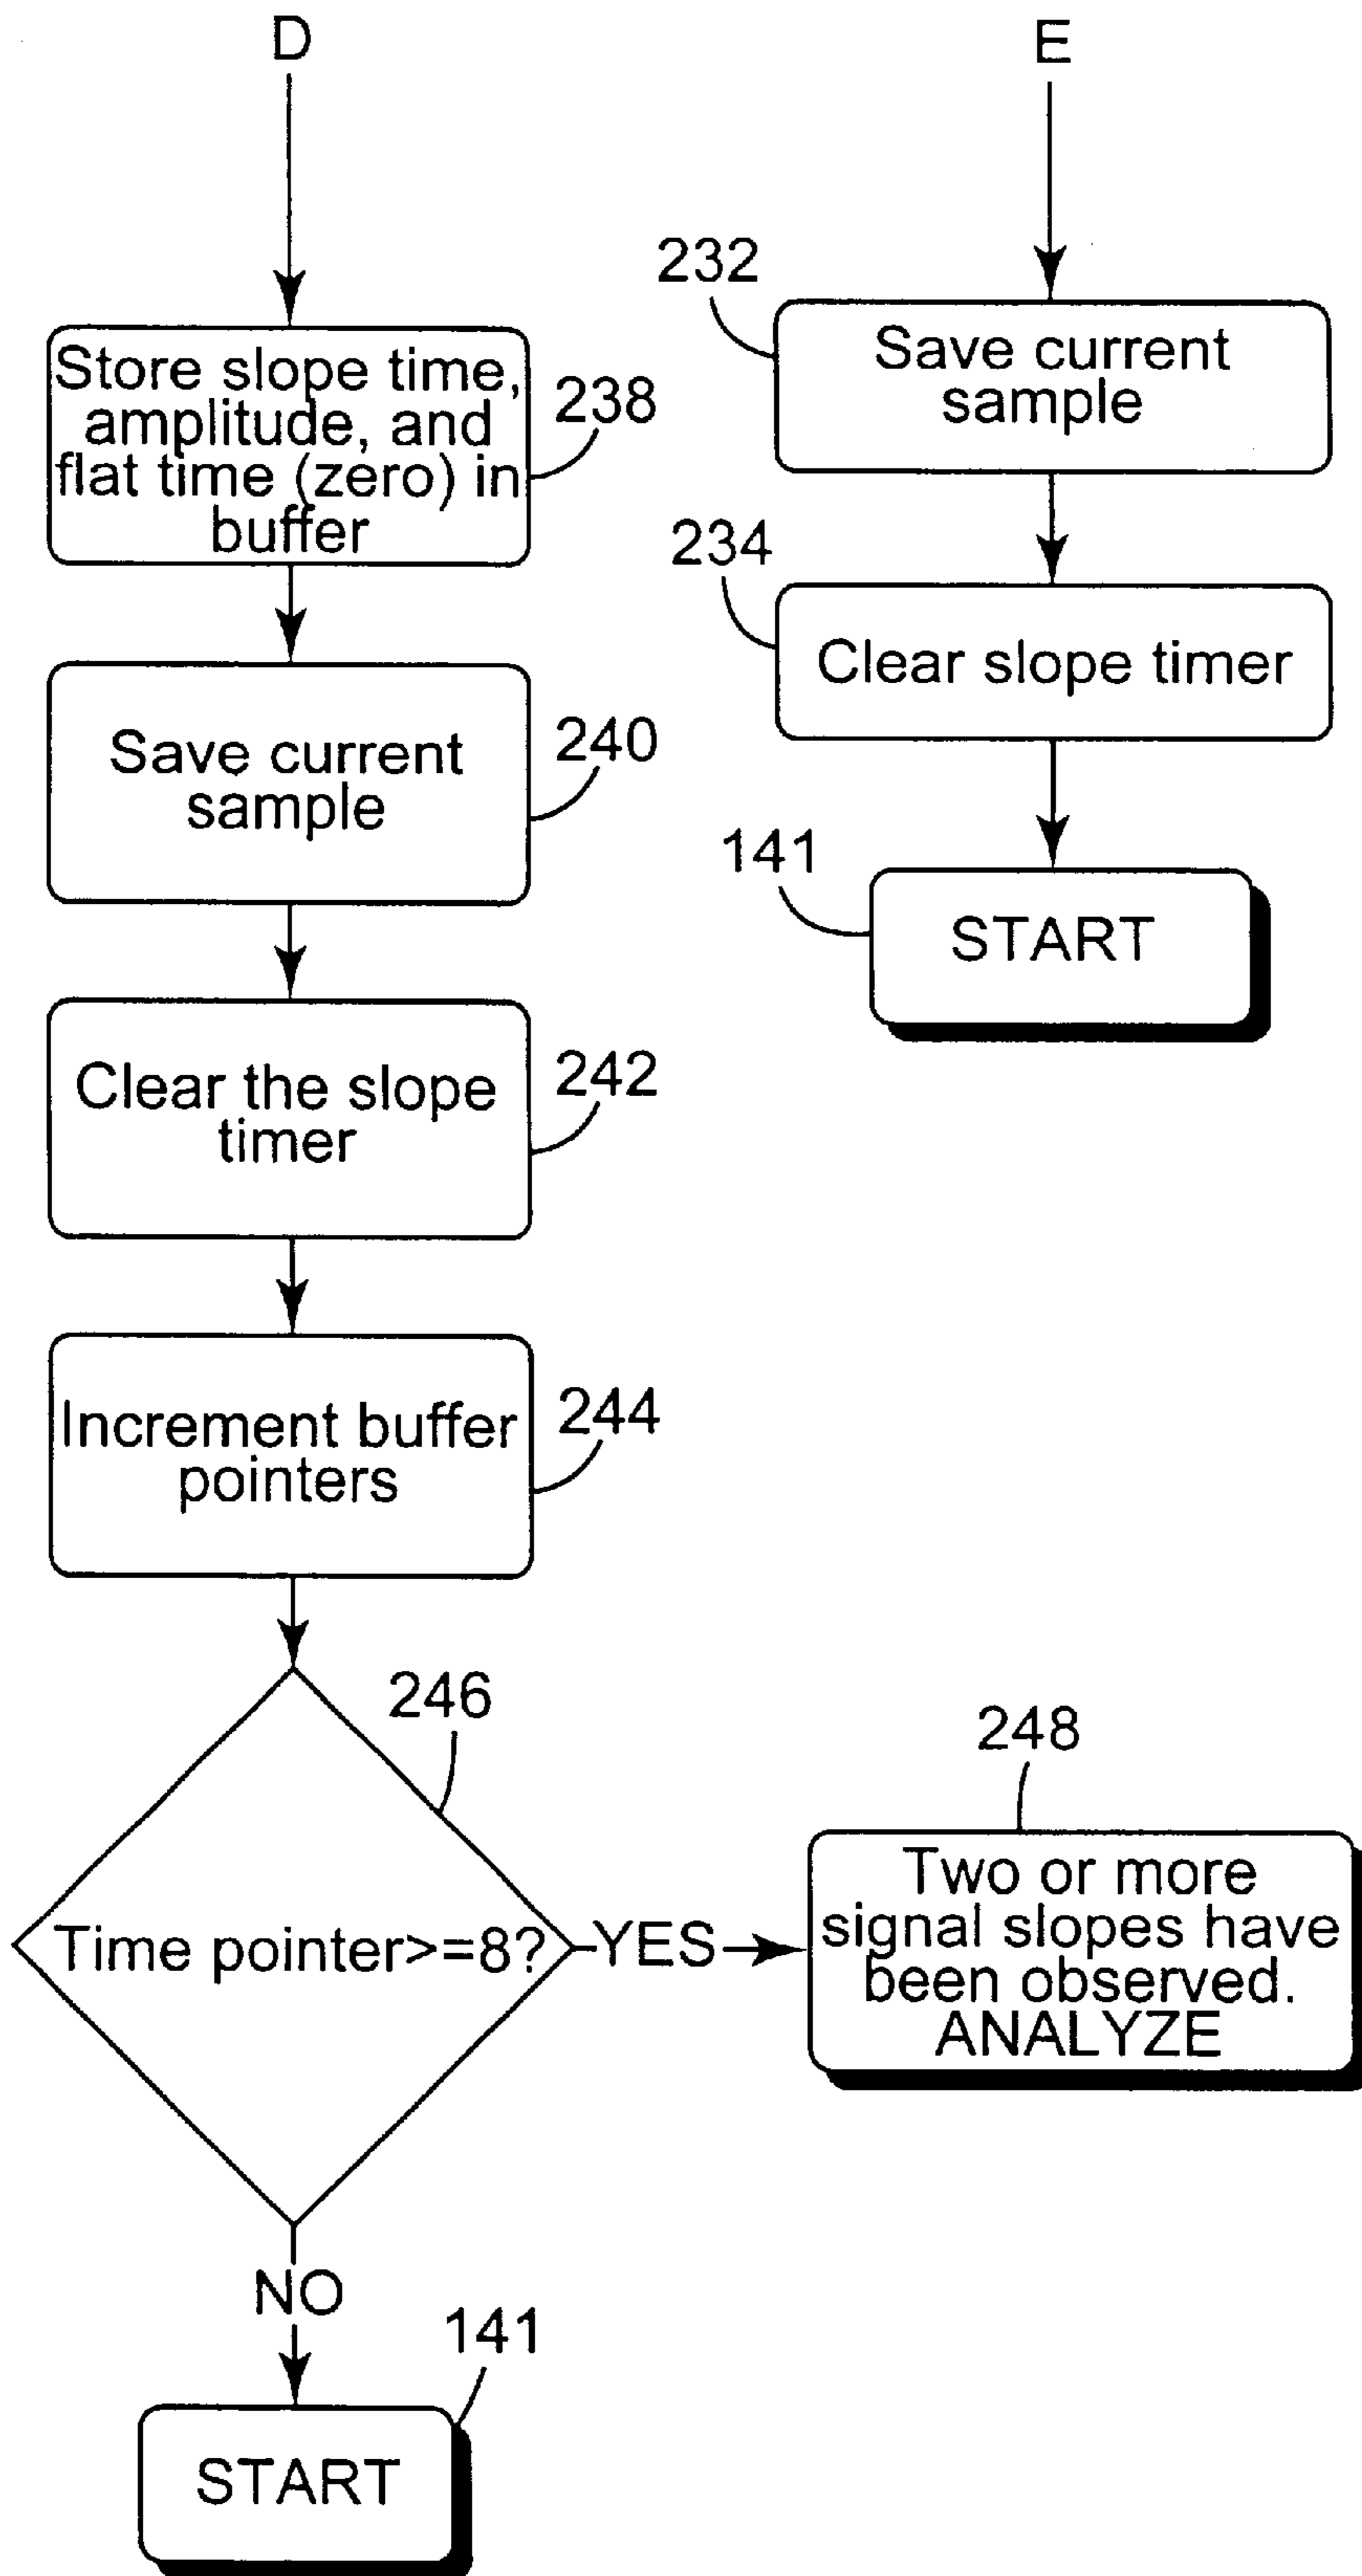 D
Store slope time,
amplitude, and
flat time (zero) in
buffer
238
Save current
sample
240
Clear the slope
timer
242
Increment buffer
pointers
244
246
Time pointer>=8?
YES
248
Two or more
signal slopes have
been observed.
ANALYZE
NO
141
START
E
232
Save current
sample
234
Clear slope timer
141
START